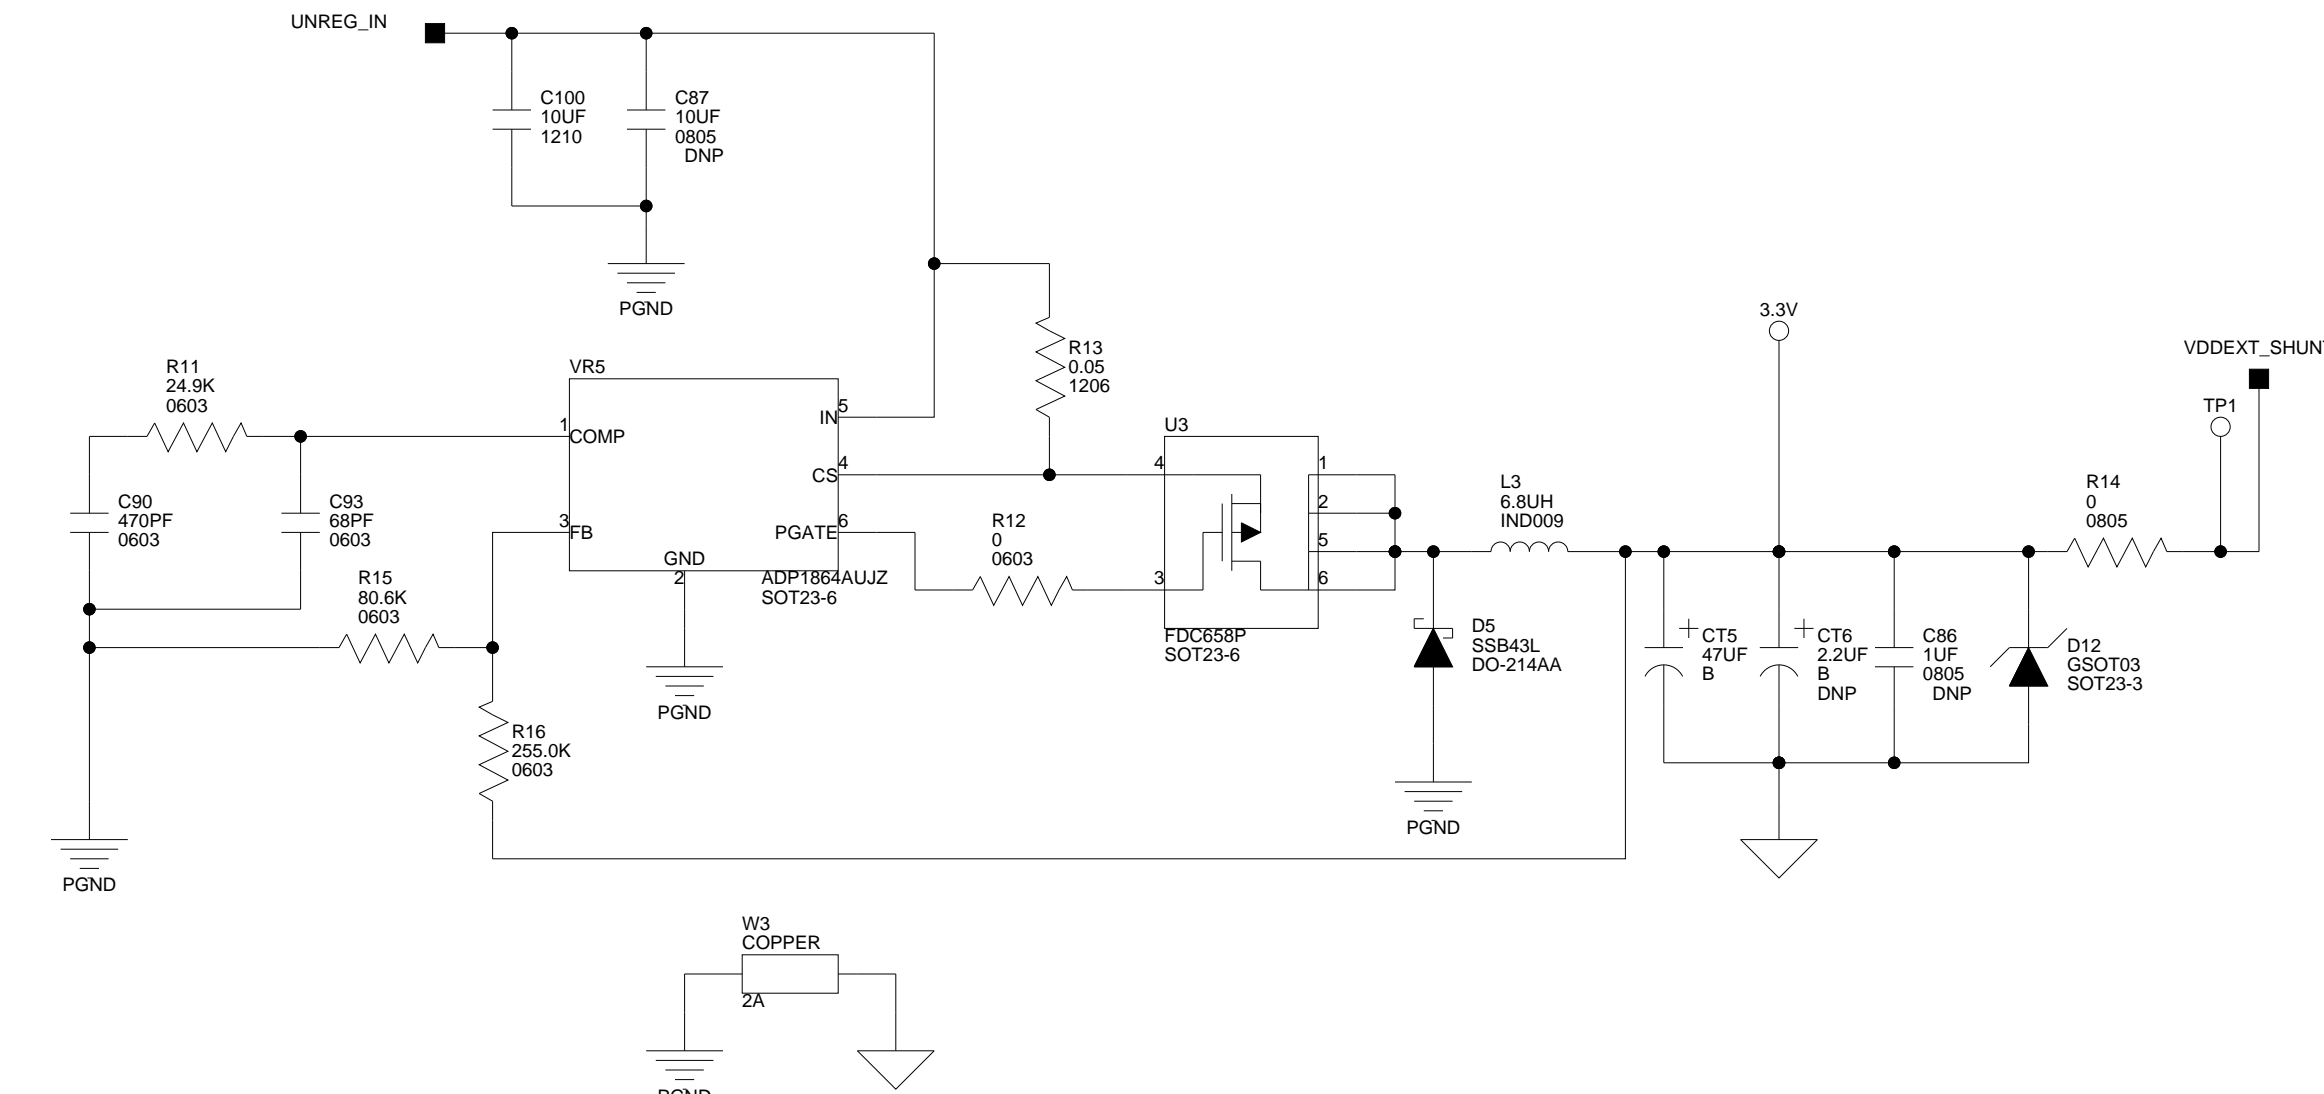 UNREG_IN
C100
10UF
1210
C87
10UF
0805
DNP
PGND
R11
24.9K
0603
C90
470PF
0603
C93
68PF
0603
R15
80.6K
0603
VR5
1
COMP
3
FB
GND
2
5
IN
4
CS
6
PGATE
ADP1864AUJZ
SOT23-6
PGND
R13
0.05
1206
R12
0
0603
U3
4
3
1
2
5
6
FDC658P
SOT23-6
L3
6.8UH
IND009
D5
SSB43L
DO-214AA
PGND
3.3V
CT5
47UF
B
CT6
2.2UF
B
DNP
C86
1UF
0805
DNP
D12
GSOT03
SOT23-3
R14
0
0805
TP1
VDDEXT_SHUN
R16
255.0K
0603
PGND
W3
COPPER
2A
PGND